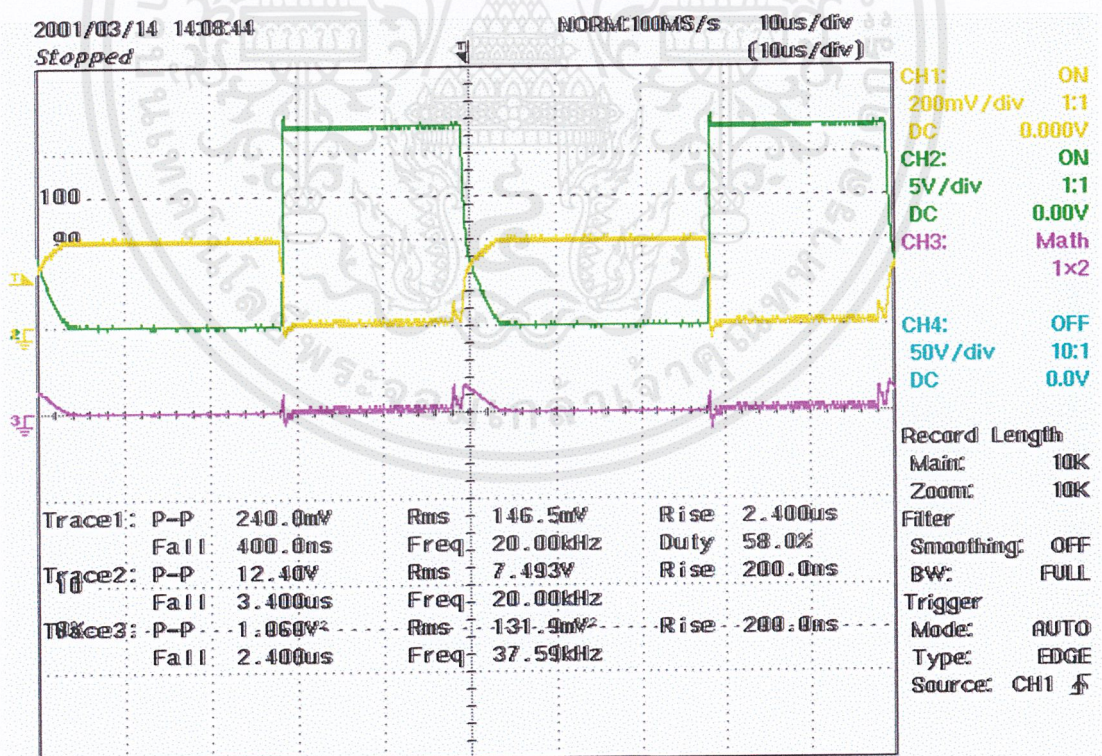 2001/03/14 14:08:44
Stopped
NORM:100MS/s 10us/div
(10us/div)
CH1: ON
200mV/div 1:1
DC 0.000V
CH2: ON
5V/div 1:1
DC 0.00V
CH3: Math
1×2
CH4: OFF
50V/div 10:1
DC 0.0V
Record Length
Main: 10K
Zoom: 10K
Filter
Smoothing: OFF
BW: FULL
Trigger
Mode: AUTO
Type: EDGE
Source: CH1
100
90
10
0%
Trace1: P-P 240.0mV Rms 146.5mV Rise 2.400us
Fall 400.0ns Freq 20.00kHz Duty 58.0%
Trace2: P-P 12.40V Rms 7.493V Rise 200.0ns
Fall 3.400us Freq 20.00kHz
Trace3: P-P 1.060V² Rms 131.9mV² Rise 200.0ns
Fall 2.400us Freq 37.59kHz